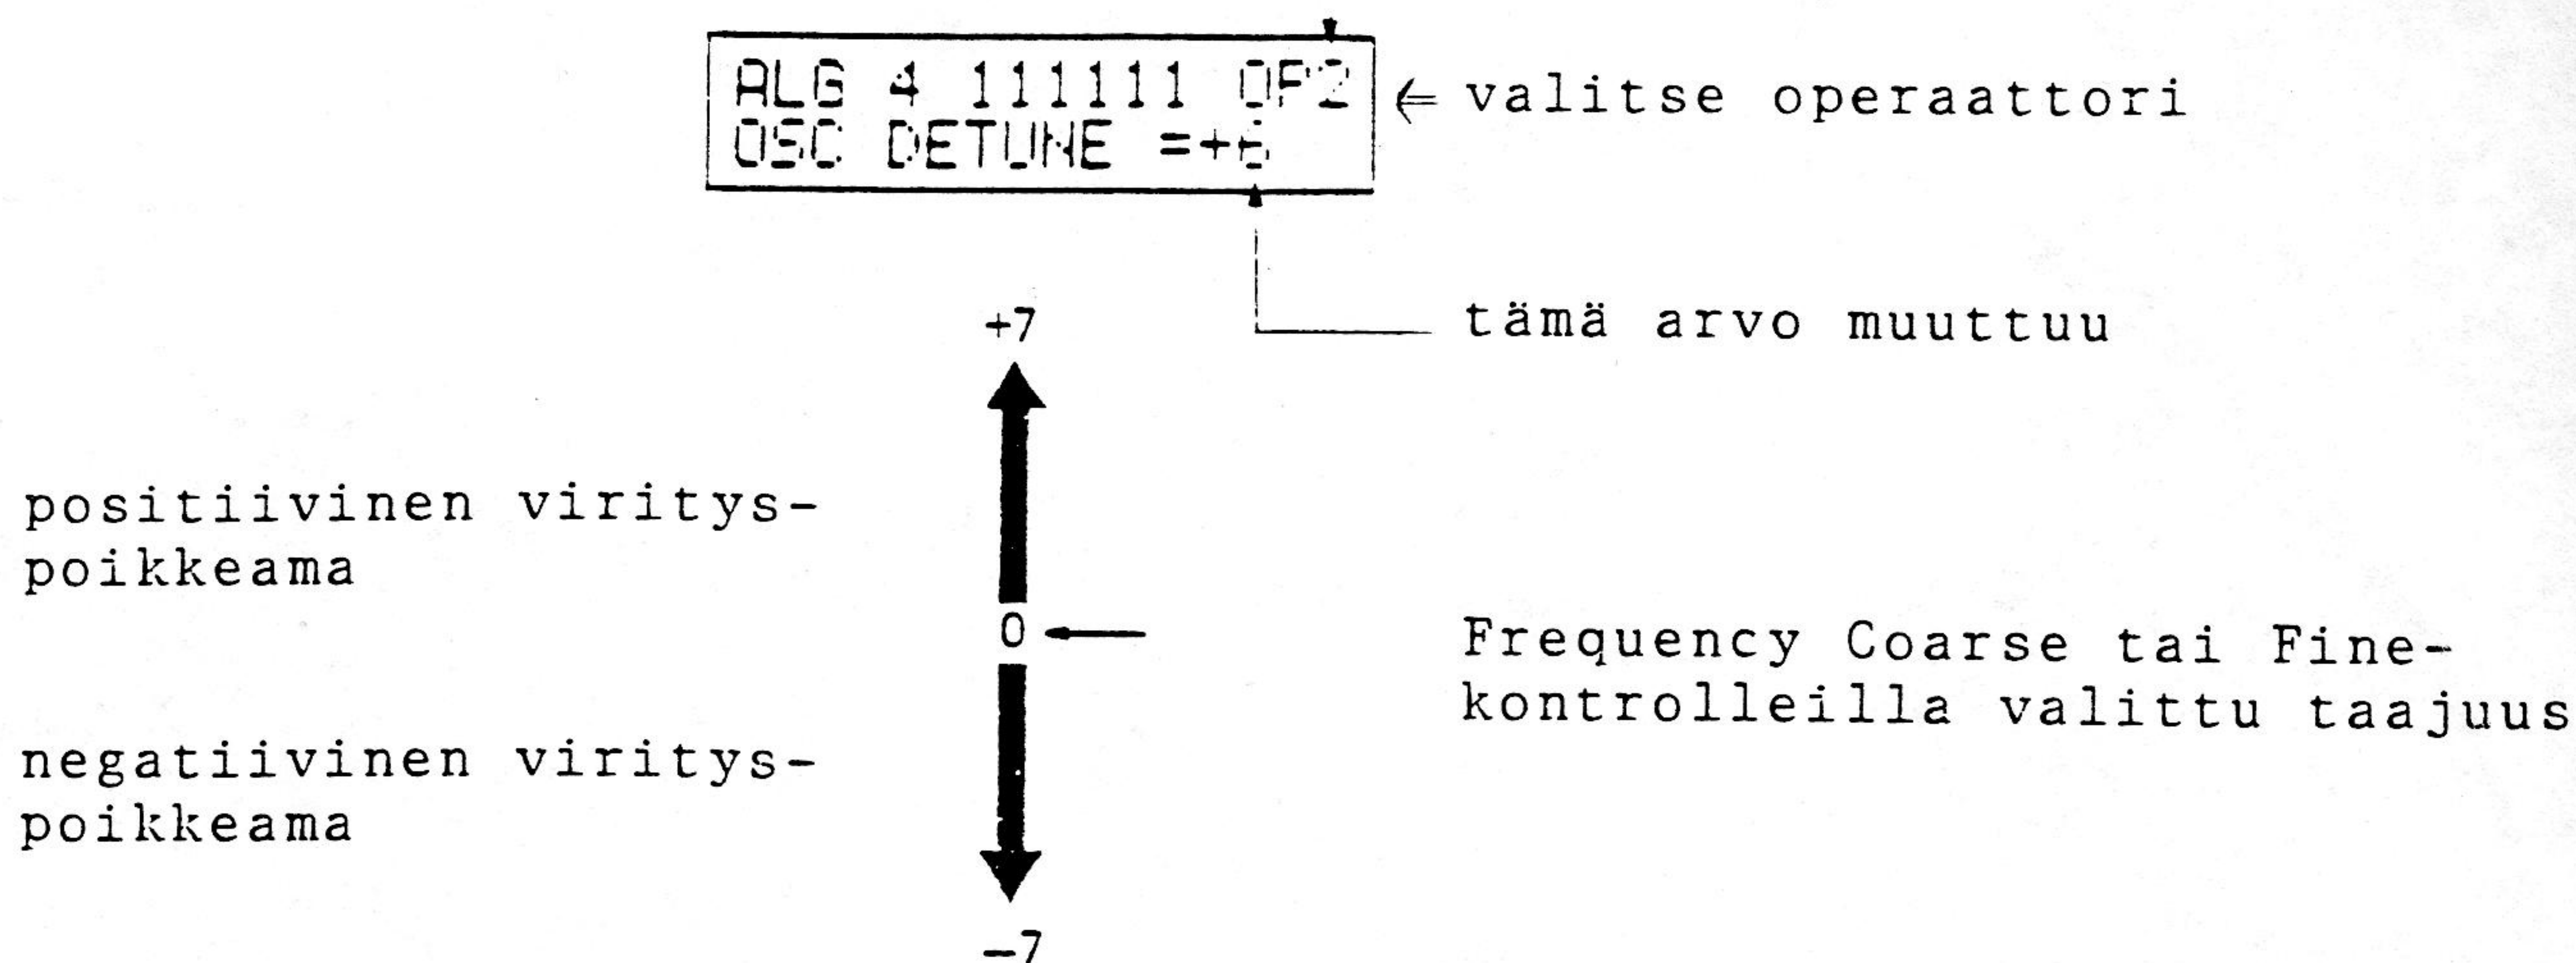 ALG 4 111111 OP2
OSC DETUNE =+6
⇐ valitse operaattori
tämä arvo muuttuu
+7
positiivinen viritys-
poikkeama
0
Frequency Coarse tai Fine-
kontrolleilla valittu taajuus
negatiivinen viritys-
poikkeama
-7